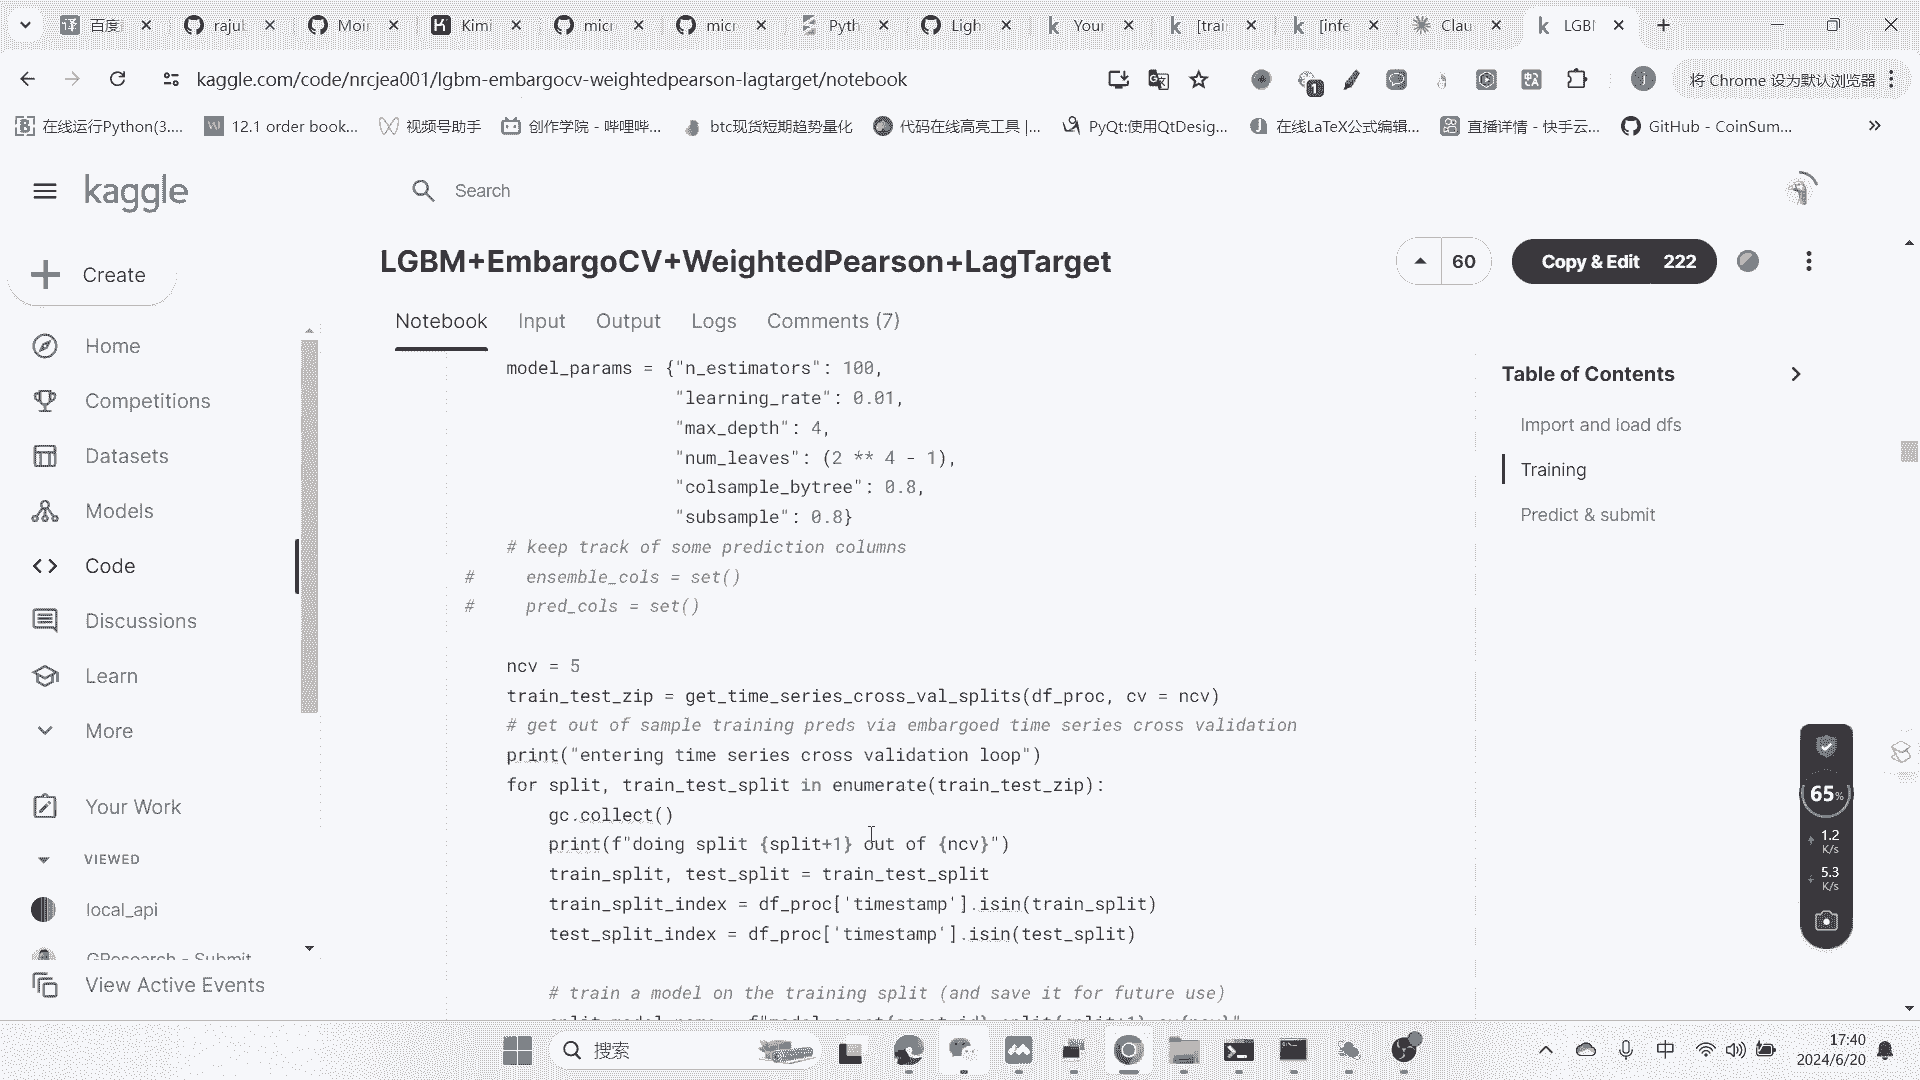 百度
rajub
Moir
Kimi
micr
micr
Pyth
Ligh
Your
[trai
[infe
Clau
LGBI
kaggle.com/code/nrcjea001/lgbm-embargocv-weightedpearson-lagtarget/notebook
将 Chrome 设为默认浏览器
在线运行Python(3....
12.1 order book...
视频号助手
创作学院 - 哔哩哔...
btc现货短期趋势量化
代码在线高亮工具 |...
PyQt:使用QtDesig...
在线LaTeX公式编辑...
直播详情 - 快手云...
GitHub - CoinSum...
kaggle
Search
LGBM+EmbargoCV+WeightedPearson+LagTarget
60
Copy & Edit 222
Create
Notebook
Input
Output
Logs
Comments (7)
Home
Competitions
Datasets
Models
Code
Discussions
Learn
More
Your Work
VIEWED
local_api
GResearch - Submit
View Active Events
model_params = {"n_estimators": 100,
"learning_rate": 0.01,
"max_depth": 4,
"num_leaves": (2 ** 4 - 1),
"colsample_bytree": 0.8,
"subsample": 0.8}
# keep track of some prediction columns
#     ensemble_cols = set()
#     pred_cols = set()
ncv = 5
train_test_zip = get_time_series_cross_val_splits(df_proc, cv = ncv)
# get out of sample training preds via embargoed time series cross validation
print("entering time series cross validation loop")
for split, train_test_split in enumerate(train_test_zip):
gc.collect()
print(f"doing split {split+1} out of {ncv}")
train_split, test_split = train_test_split
train_split_index = df_proc['timestamp'].isin(train_split)
test_split_index = df_proc['timestamp'].isin(test_split)
# train a model on the training split (and save it for future use)
Table of Contents
Import and load dfs
Training
Predict & submit
65%
1.2
K/s
5.3
K/s
搜索
中
17:40
2024/6/20